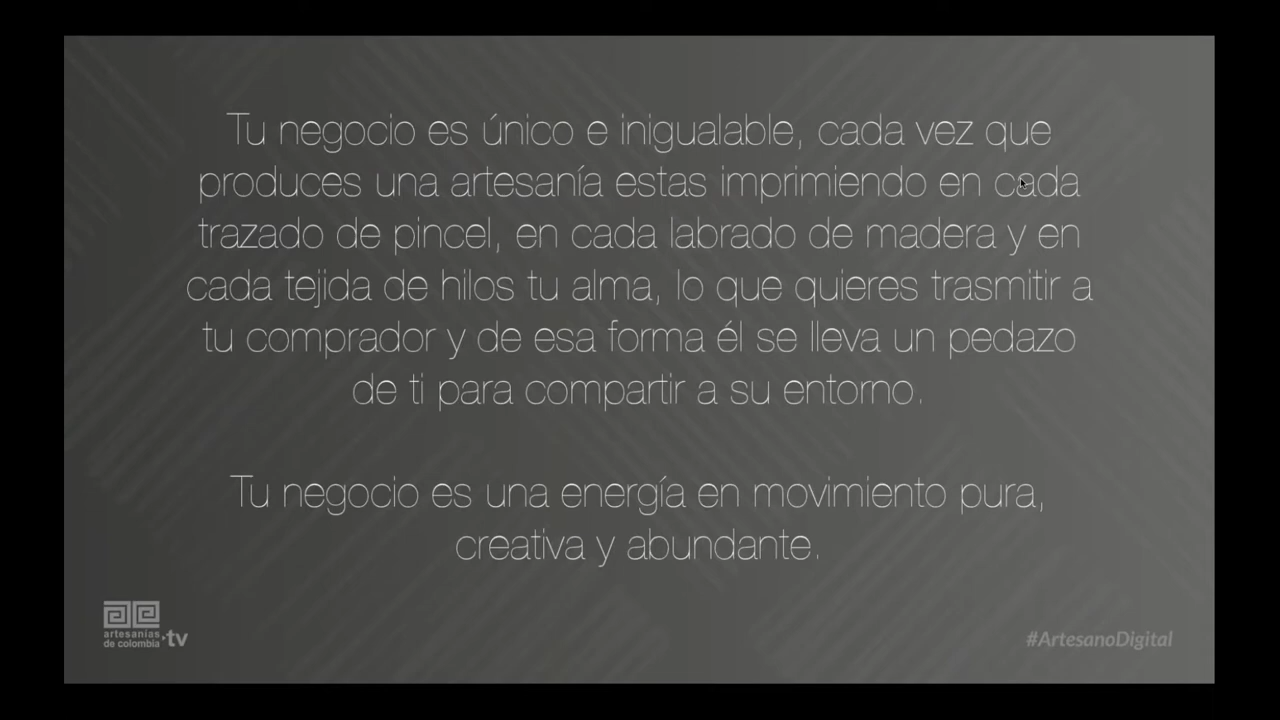 Tu negocio es único e inigualable, cada vez que
produces una artesanía estas imprimiendo en cada
trazado de pincel, en cada labrado de madera y en
cada tejida de hilos tu alma, lo que quieres trasmitir a
tu comprador y de esa forma él se lleva un pedazo
de ti para compartir a su entorno.
Tu negocio es una energía en movimiento pura,
creativa y abundante.
artesanías
de colombia.tv
#ArtesanoDigital